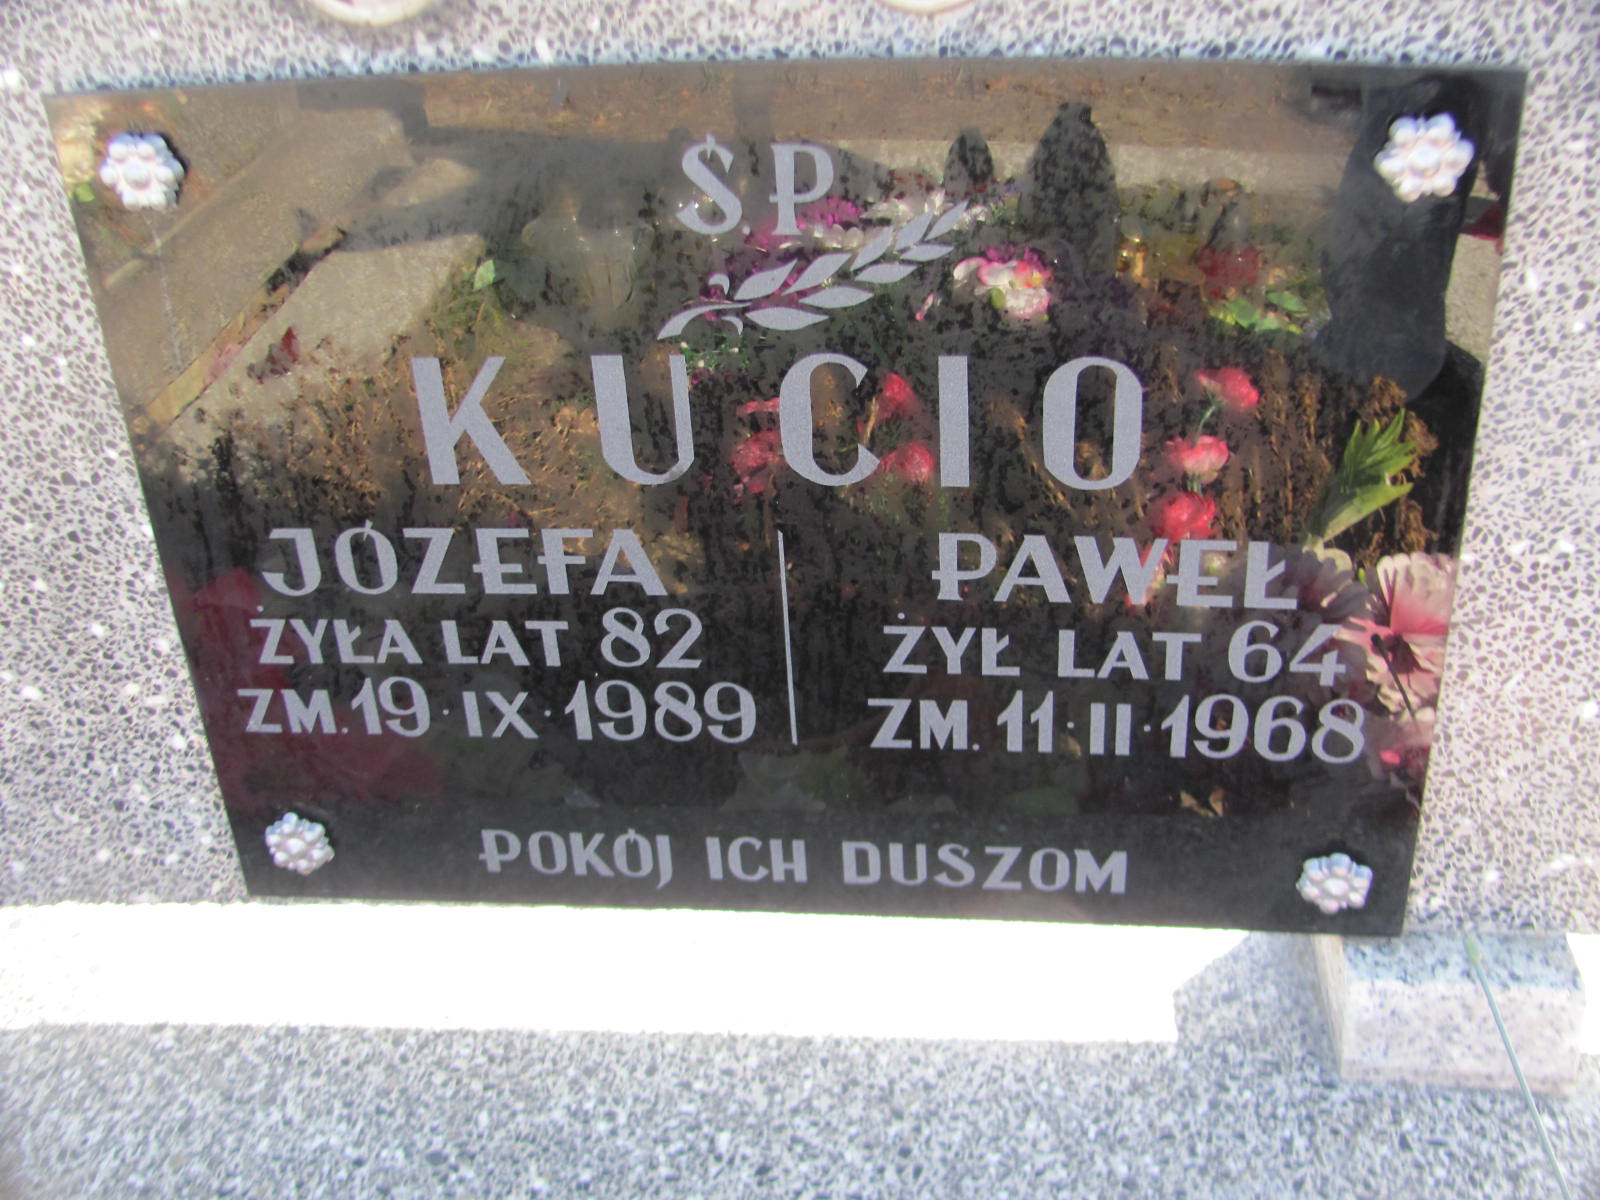 Ś.P
KUCIO
JÓZEFA
ŻYŁA LAT 82
ZM. 19·IX·1989
PAWEŁ
ŻYŁ LAT 64
ZM. 11·II·1968
POKÓJ ICH DUSZOM